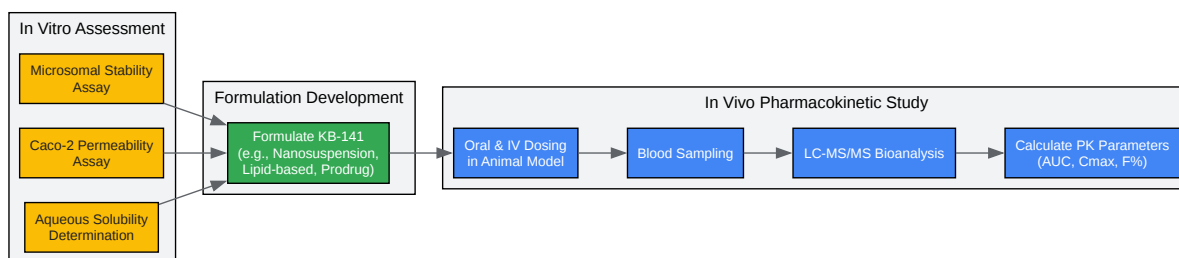 In Vitro Assessment
Microsomal Stability
Assay
Caco-2 Permeability
Assay
Aqueous Solubility
Determination
Formulation Development
Formulate KB-141
(e.g., Nanosuspension,
Lipid-based, Prodrug)
In Vivo Pharmacokinetic Study
Oral & IV Dosing
in Animal Model
Blood Sampling
LC-MS/MS Bioanalysis
Calculate PK Parameters
(AUC, Cmax, F%)